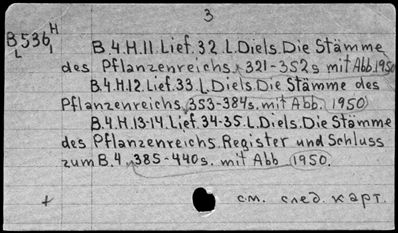 3
B 536 H
L 1
B.4.H.11.Lief.32.L.Diels.Die Stämme
des Pflanzenreichs.321-352s mit Abb.1950
B.4.H.12.Lief.33.L.Diels.Die Stämme des
Pflanzenreichs.353-384s.mit Abb. 1950
B.4.H.13-14.Lief.34-35.L.Diels.Die Stämme
des Pflanzenreichs.Register und Schluss
zum B.4. 385-440s. mit Abb 1950.
+ см. след. карт.